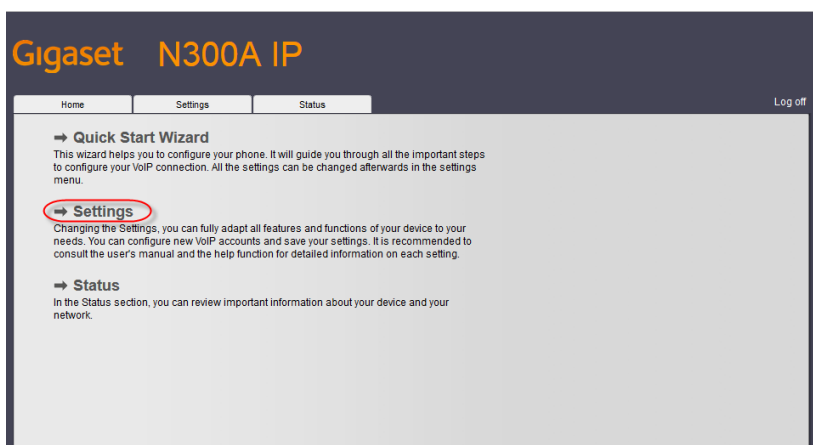 Gigaset N300A IP
Home Settings Status Log off
➡ Quick Start Wizard
This wizard helps you to configure your phone. It will guide you through all the important steps
to configure your VoIP connection. All the settings can be changed afterwards in the settings
menu.
➡ Settings
Changing the Settings, you can fully adapt all features and functions of your device to your
needs. You can configure new VoIP accounts and save your settings. It is recommended to
consult the user's manual and the help function for detailed information on each setting.
➡ Status
In the Status section, you can review important information about your device and your
network.